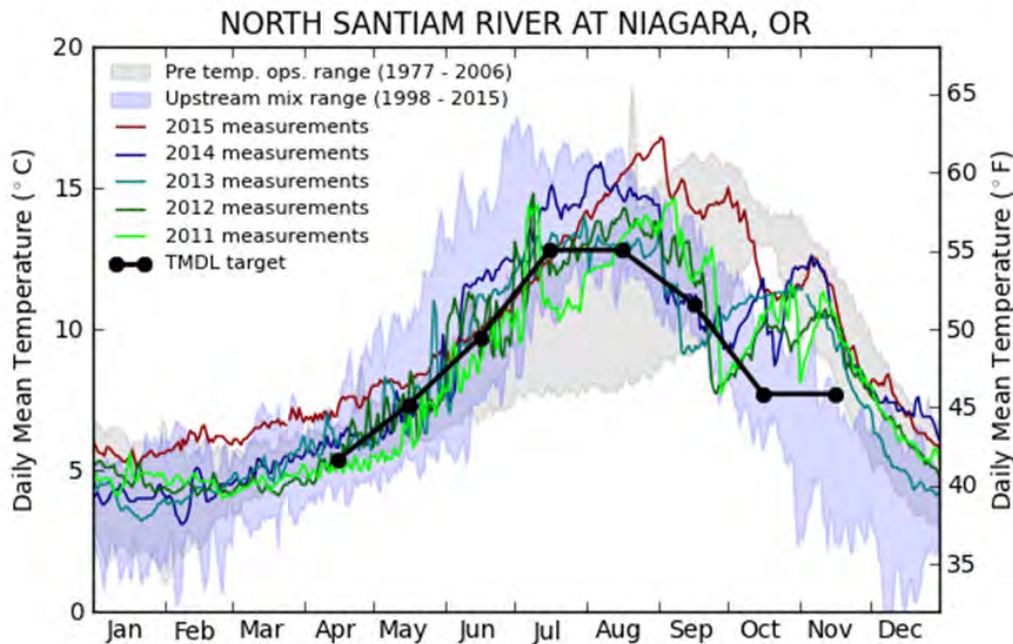 NORTH SANTIAM RIVER AT NIAGARA, OR
20
15
10
5
0
Daily Mean Temperature (° C)
Pre temp. ops. range (1977 - 2006)
Upstream mix range (1998 - 2015)
2015 measurements
2014 measurements
2013 measurements
2012 measurements
2011 measurements
TMDL target
65
60
55
50
45
40
35
Daily Mean Temperature (° F)
Jan Feb Mar Apr May Jun Jul Aug Sep Oct Nov Dec